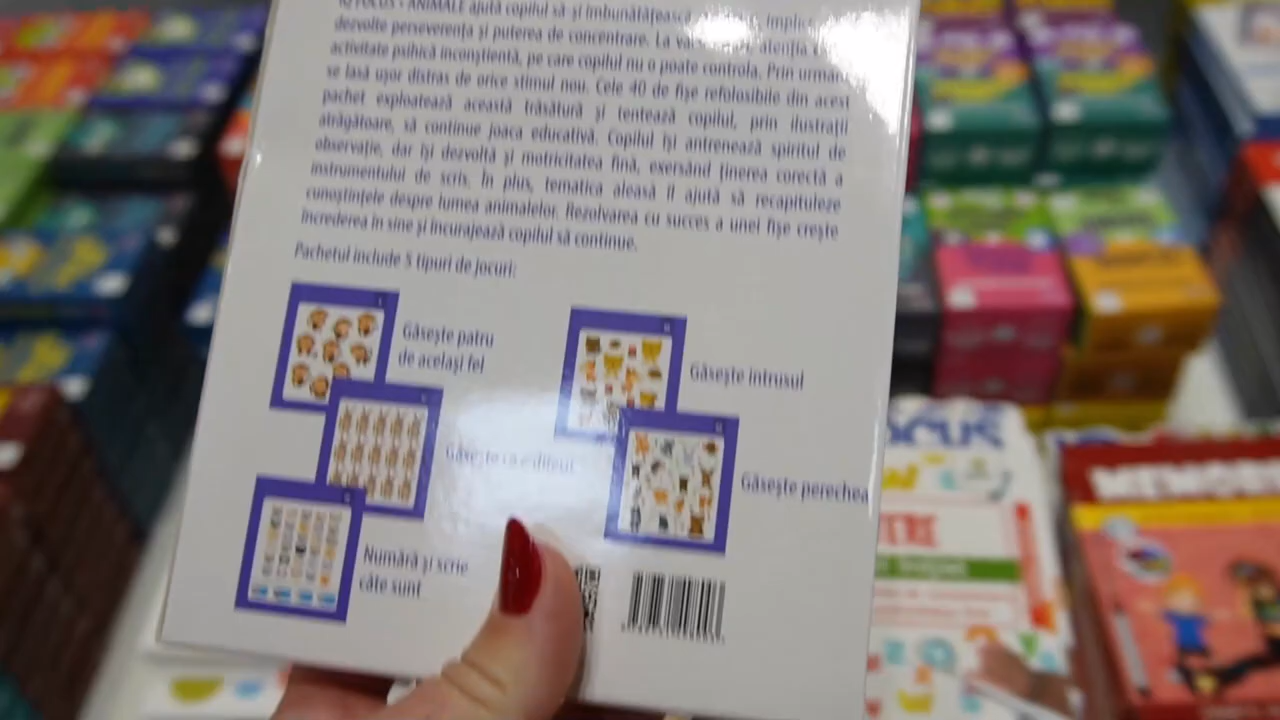 IQ FOCUS - ANIMALE ajută copilul să-și îmbunătățească
dezvolte perseverența și puterea de concentrare. La atenția
activitate psihică inconștientă, pe care copilul nu o poate controla. Prin urmare
se lasă ușor distras de orice stimul nou. Cele 40 de fișe refolosibile din acest
pachet exploatează această trăsătură și tentează copilul, prin ilustrații
atrăgătoare, să continue joaca educativă. Copilul își antrenează spiritul de
observație, dar își dezvoltă și motricitatea fină, exersând ținerea corectă a
instrumentului de scris. În plus, tematica aleasă îl ajută să recapituleze
cunoștințele despre lumea animalelor. Rezolvarea cu succes a unei fișe crește
încrederea în sine și încurajează copilul să continue.
Pachetul include 5 tipuri de jocuri:
Găsește patru
de același fel
Găsește intrusul
Găsește
Găsește perechea
Numără și scrie
câte sunt
OCUS
MEMOR